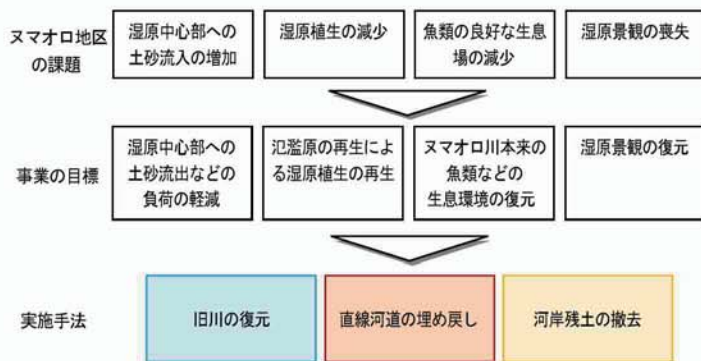 ヌマオロ地区
の課題
湿原中心部への
土砂流入の増加
湿原植生の減少
魚類の良好な生息
場の減少
湿原景観の喪失
事業の目標
湿原中心部への
土砂流出などの
負荷の軽減
氾濫原の再生によ
る湿原植生の再生
ヌマオロ川本来の
魚類などの
生息環境の復元
湿原景観の復元
実施手法
旧川の復元
直線河道の埋め戻し
河岸残土の撤去